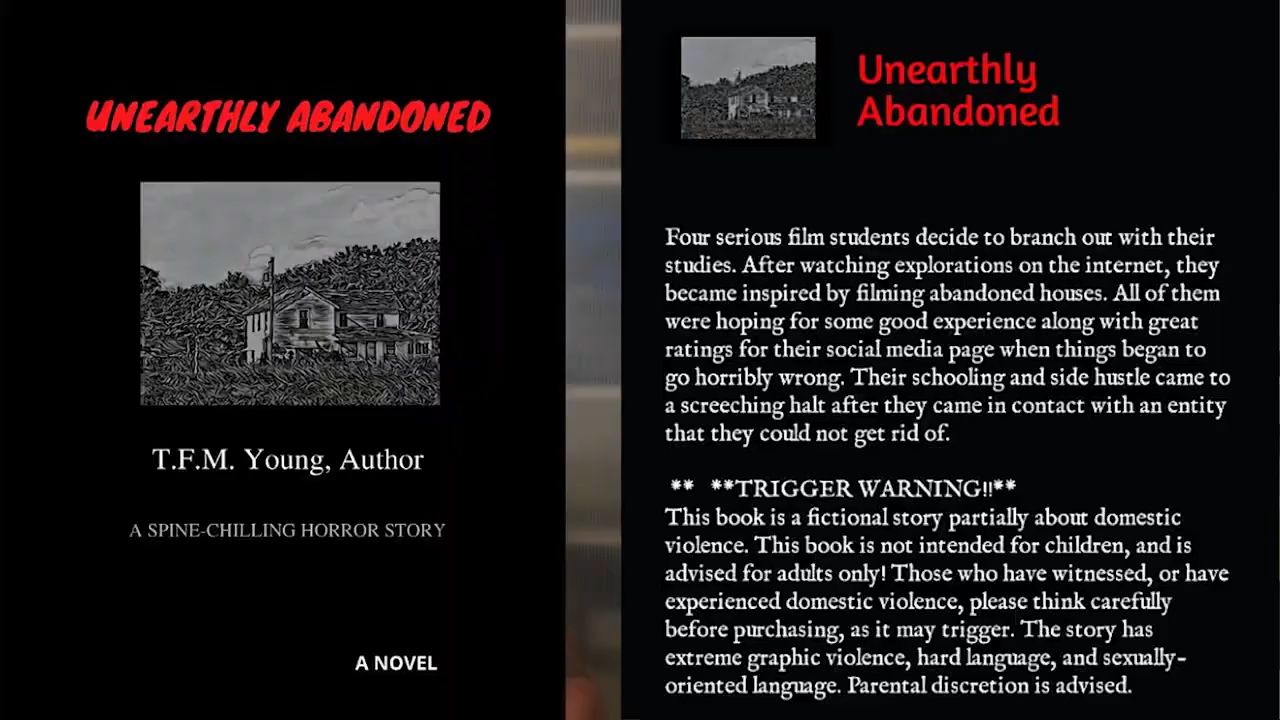 UNEARTHLY ABANDONED
T.F.M. Young, Author
A SPINE-CHILLING HORROR STORY
A NOVEL
Unearthly
Abandoned
Four serious film students decide to branch out with their
studies. After watching explorations on the internet, they
became inspired by filming abandoned houses. All of them
were hoping for some good experience along with great
ratings for their social media page when things began to
go horribly wrong. Their schooling and side hustle came to
a screeching halt after they came in contact with an entity
that they could not get rid of.
** **TRIGGER WARNING!!**
This book is a fictional story partially about domestic
violence. This book is not intended for children, and is
advised for adults only! Those who have witnessed, or have
experienced domestic violence, please think carefully
before purchasing, as it may trigger. The story has
extreme graphic violence, hard language, and sexually-
oriented language. Parental discretion is advised.